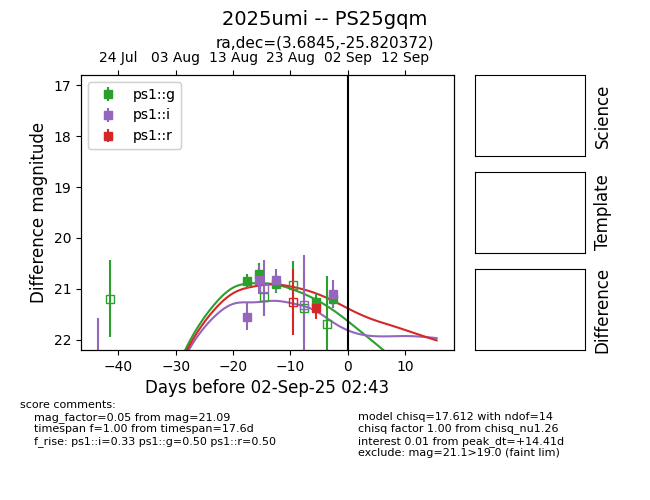 2025umi -- PS25gqm
ra,dec=(3.6845,-25.820372)
24 Jul 03 Aug 13 Aug 23 Aug 02 Sep 12 Sep
ps1::g
ps1::i
ps1::r
17
18
19
20
21
22
Difference magnitude
−40 −30 −20 −10 0 10
Days before 02-Sep-25 02:43
Science
Template
Difference
score comments:
mag_factor=0.05 from mag=21.09
timespan f=1.00 from timespan=17.6d
f_rise: ps1::i=0.33 ps1::g=0.50 ps1::r=0.50
model chisq=17.612 with ndof=14
chisq factor 1.00 from chisq_nu1.26
interest 0.01 from peak_dt=+14.41d
exclude: mag=21.1>19.0 (faint lim)